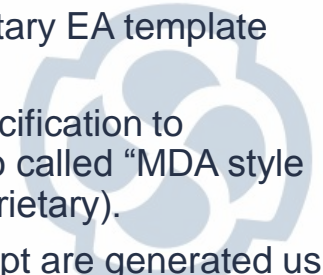 tary EA template
cification to
o called “MDA style
rietary).
pt are generated us